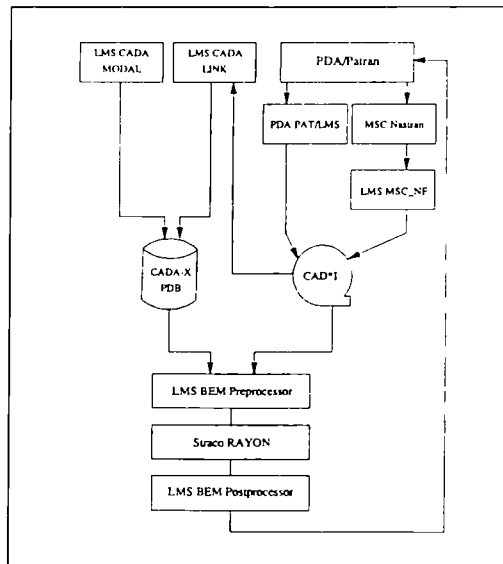 LMS CADA
MODAL
LMS CADA
LINK
PDA/Patran
PDA PAT/LMS
MSC Nastran
LMS MSC_NF
CADA-X
PDB
CAD*I
LMS BEM Preprocessor
Straco RAYON
LMS BEM Postprocessor